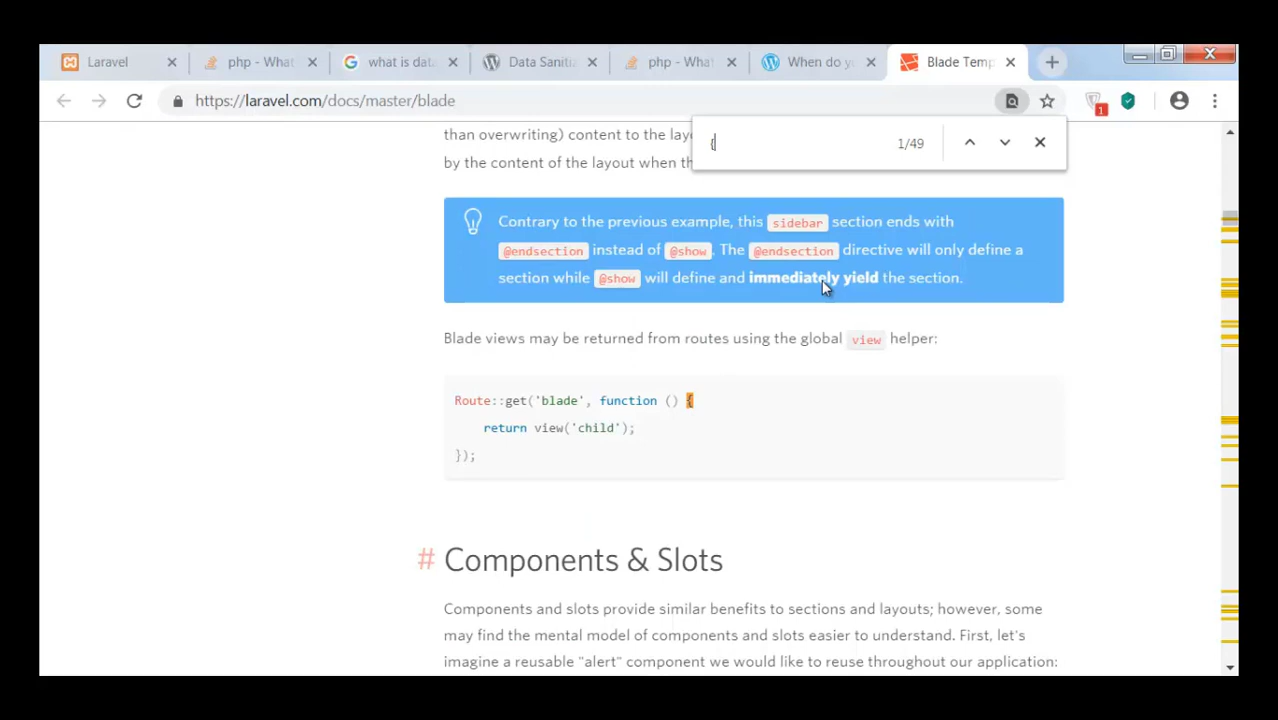 Laravel
php - What
what is data
Data Sanitiz
php - What
When do yo
Blade Temp
https://laravel.com/docs/master/blade
1
{
1/49
than overwriting) content to the
by the content of the layout when
Contrary to the previous example, this sidebar section ends with
@endsection instead of @show. The @endsection directive will only define a
section while @show will define and immediately yield the section.
Blade views may be returned from routes using the global view helper:
Route::get('blade', function () {
return view('child');
});
# Components & Slots
Components and slots provide similar benefits to sections and layouts; however, some
may find the mental model of components and slots easier to understand. First, let's
imagine a reusable "alert" component we would like to reuse throughout our application: